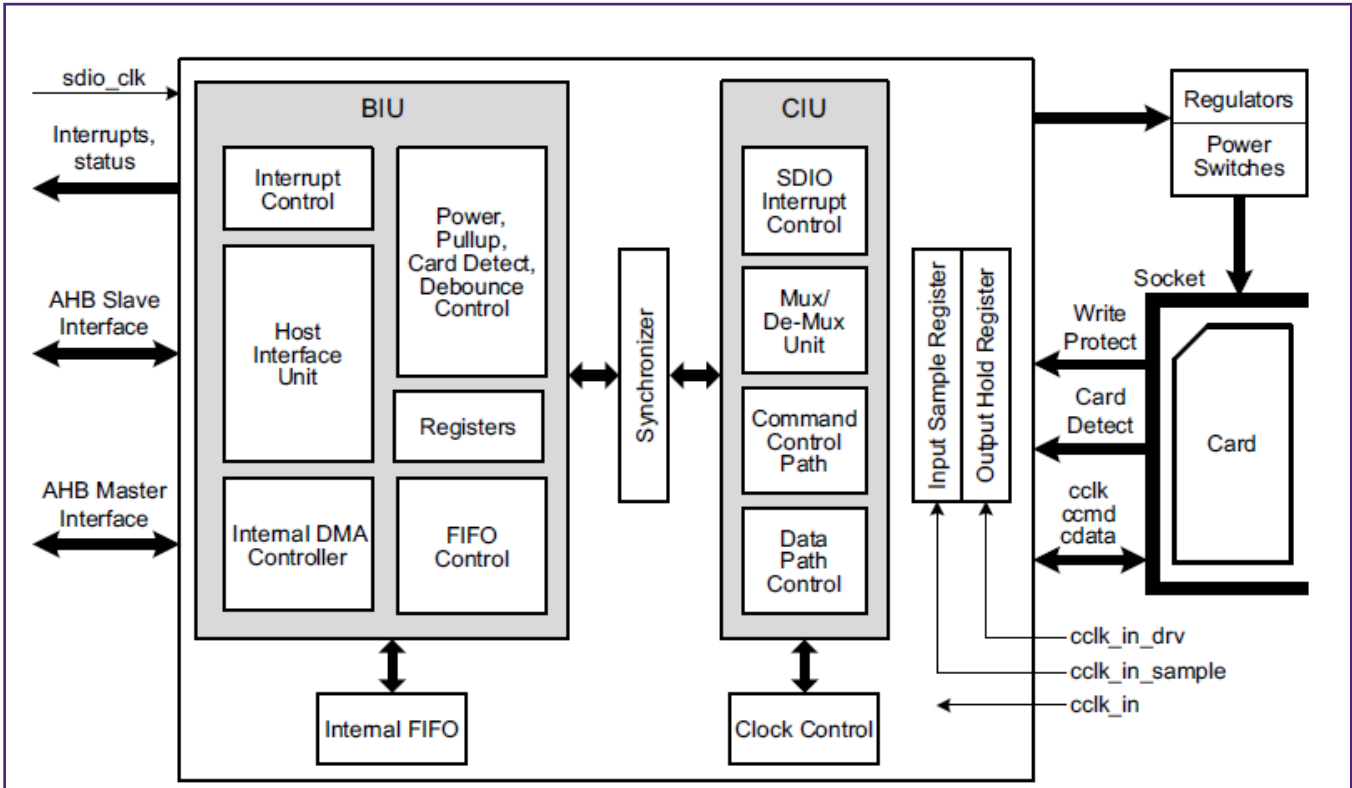 sdio_clk
Interrupts,
status
AHB Slave
Interface
AHB Master
Interface
BIU
Interrupt
Control
Host
Interface
Unit
Internal DMA
Controller
Power,
Pullup,
Card Detect,
Debounce
Control
Registers
FIFO
Control
Internal FIFO
Synchronizer
CIU
SDIO
Interrupt
Control
Mux/
De-Mux
Unit
Command
Control
Path
Data
Path
Control
Clock Control
Input Sample Register
Output Hold Register
Regulators
Power
Switches
Socket
Write
Protect
Card
Detect
cclk
ccmd
cdata
Card
cclk_in_drv
cclk_in_sample
cclk_in